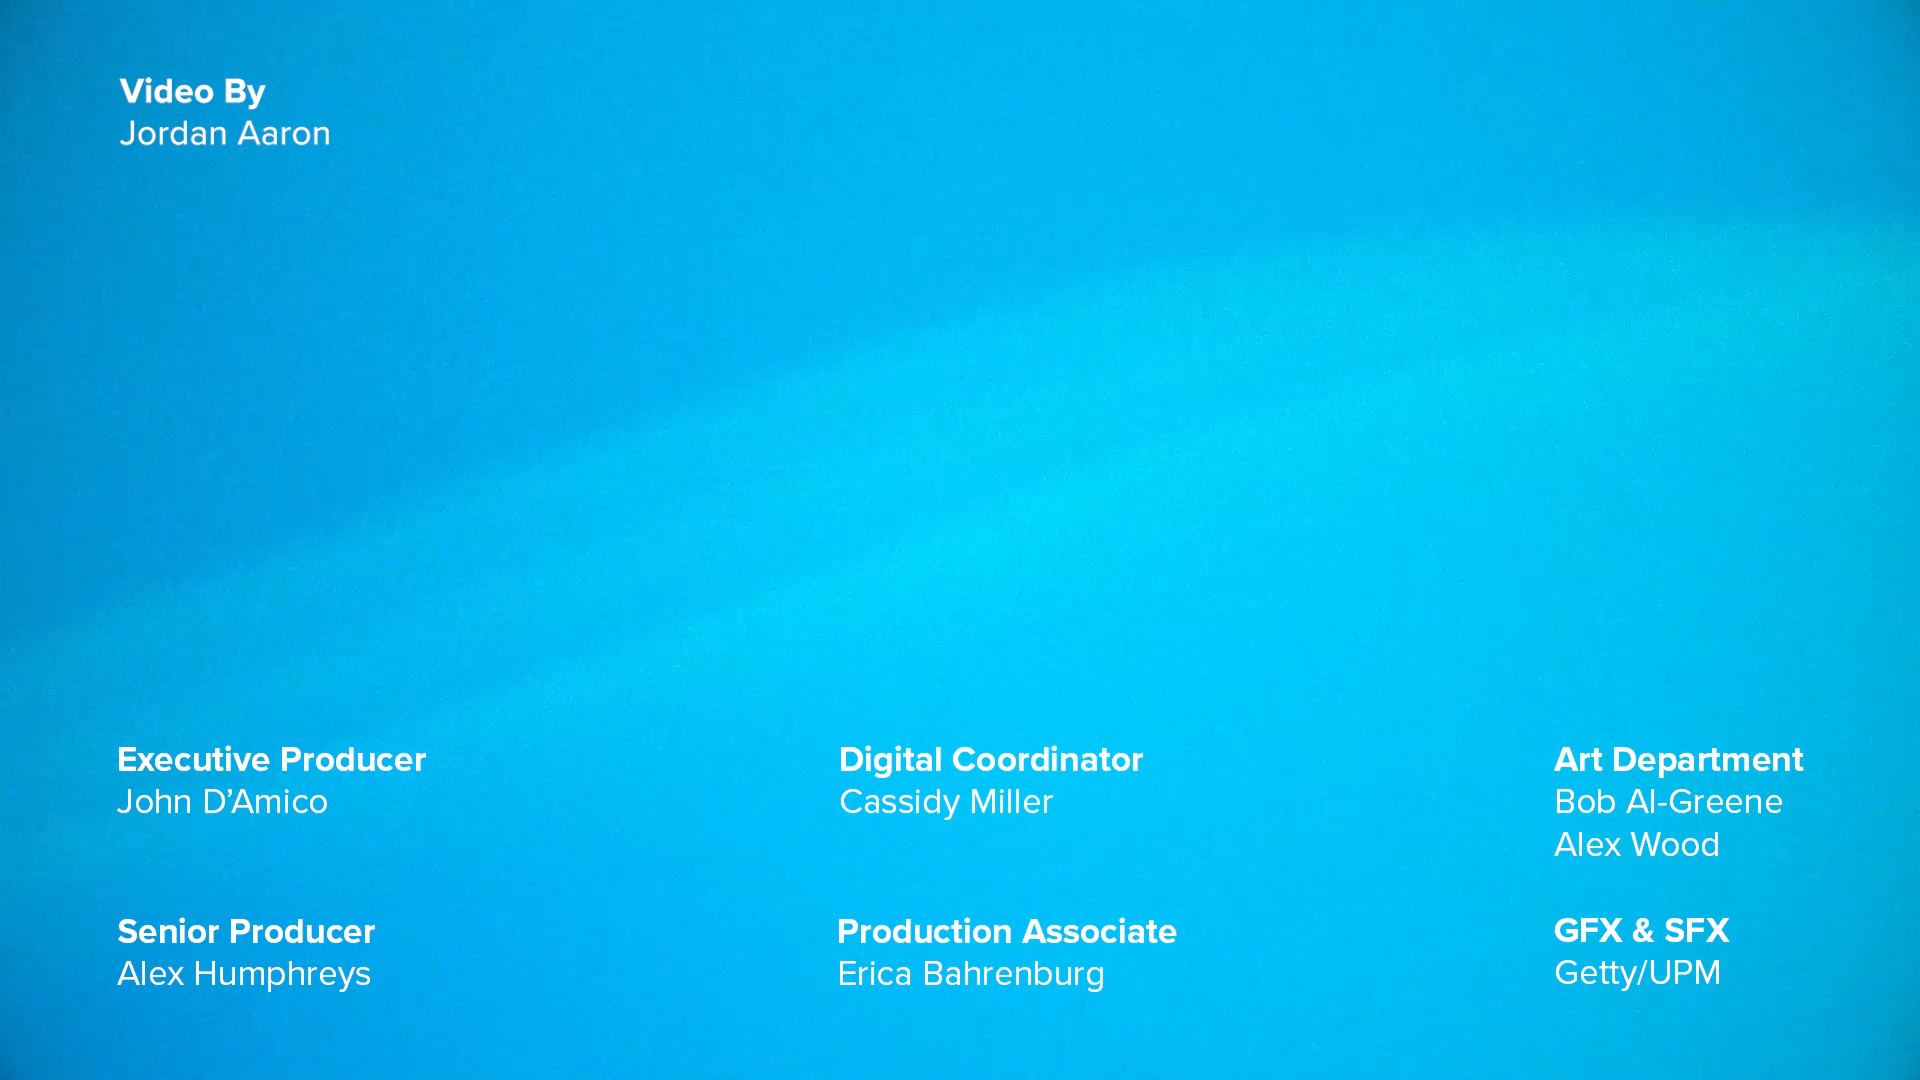 Video By
Jordan Aaron
Executive Producer
John D’Amico
Senior Producer
Alex Humphreys
Digital Coordinator
Cassidy Miller
Production Associate
Erica Bahrenburg
Art Department
Bob Al-Greene
Alex Wood
GFX & SFX
Getty/UPM